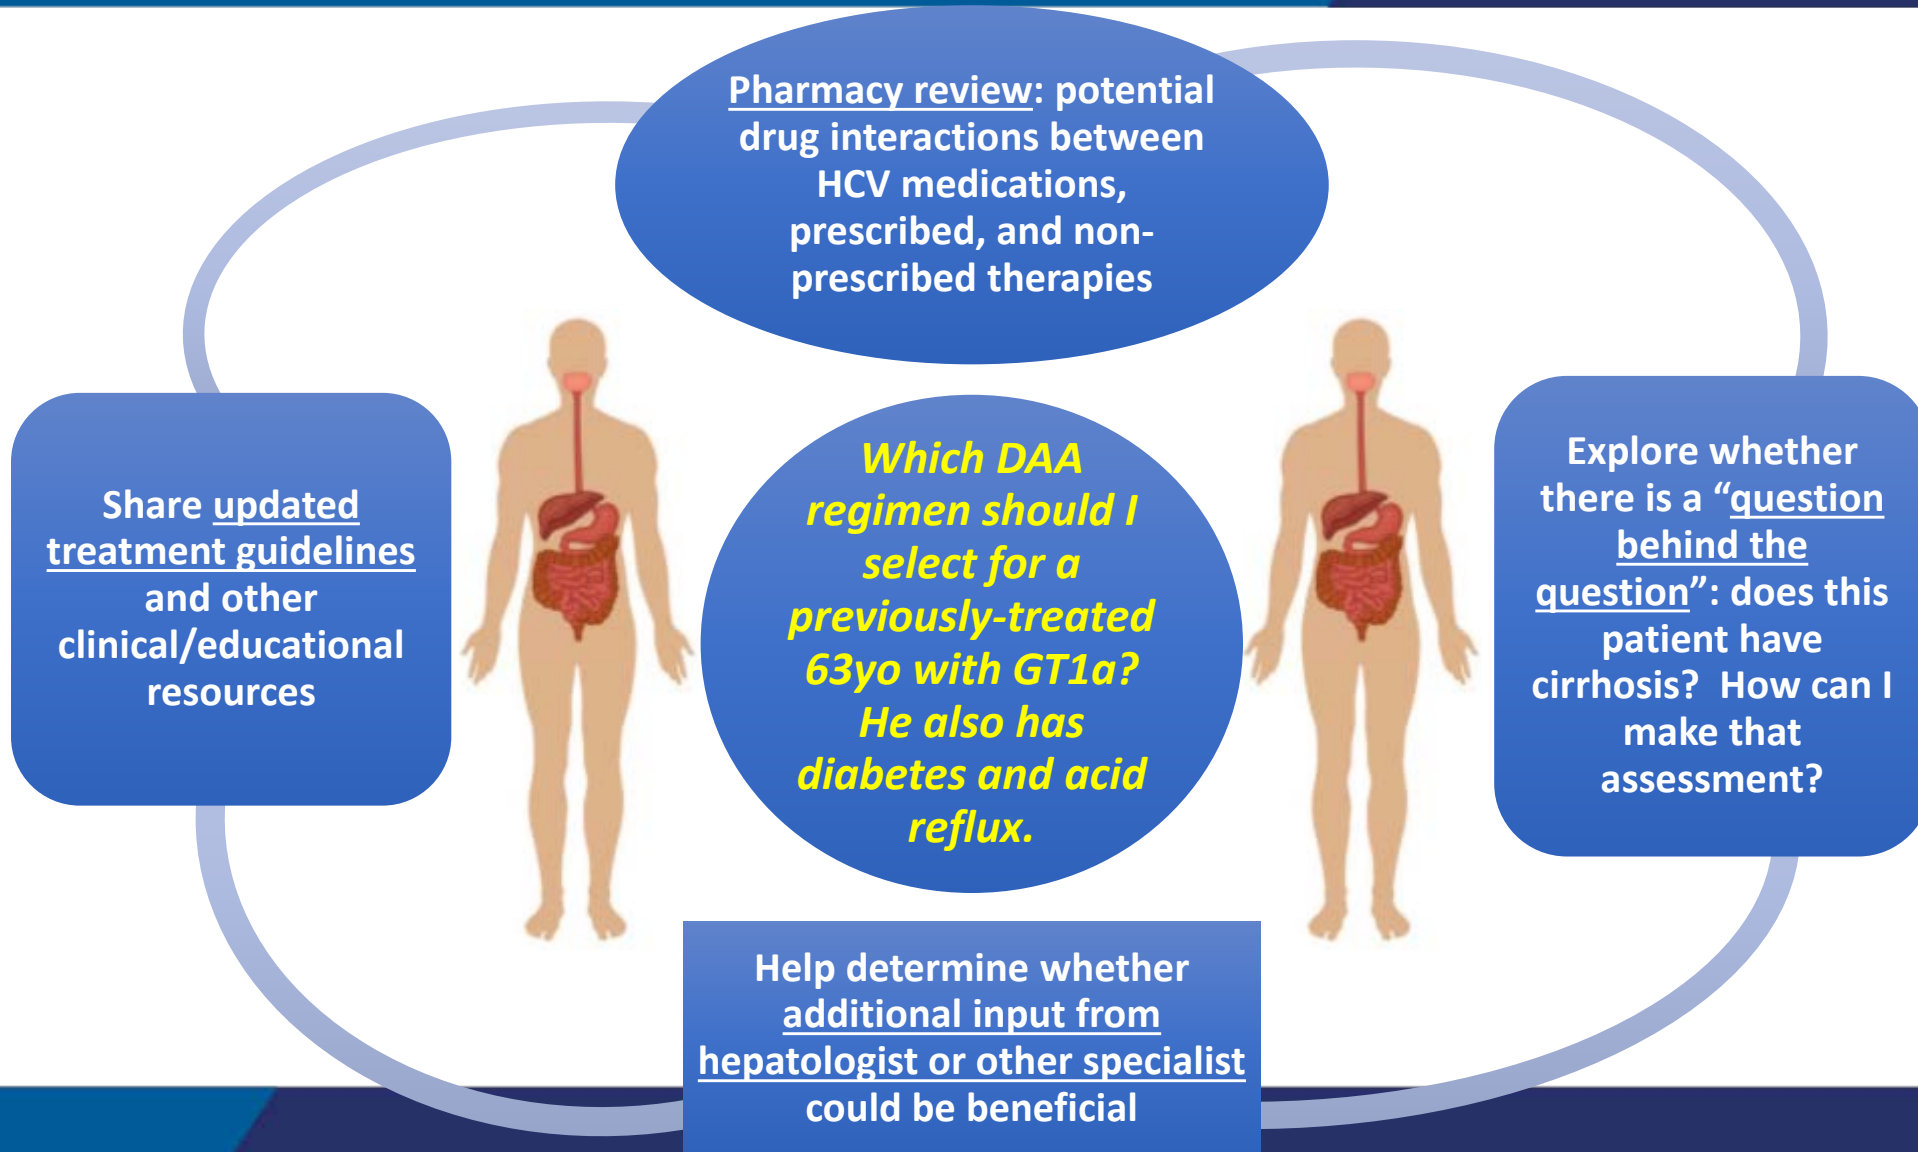 Pharmacy review: potential
drug interactions between
HCV medications,
prescribed, and non-
prescribed therapies
Share updated
treatment guidelines
and other
clinical/educational
resources
Which DAA
regimen should I
select for a
previously-treated
63yo with GT1a?
He also has
diabetes and acid
reflux.
Explore whether
there is a “question
behind the
question”: does this
patient have
cirrhosis?  How can I
make that
assessment?
Help determine whether
additional input from
hepatologist or other specialist
could be beneficial